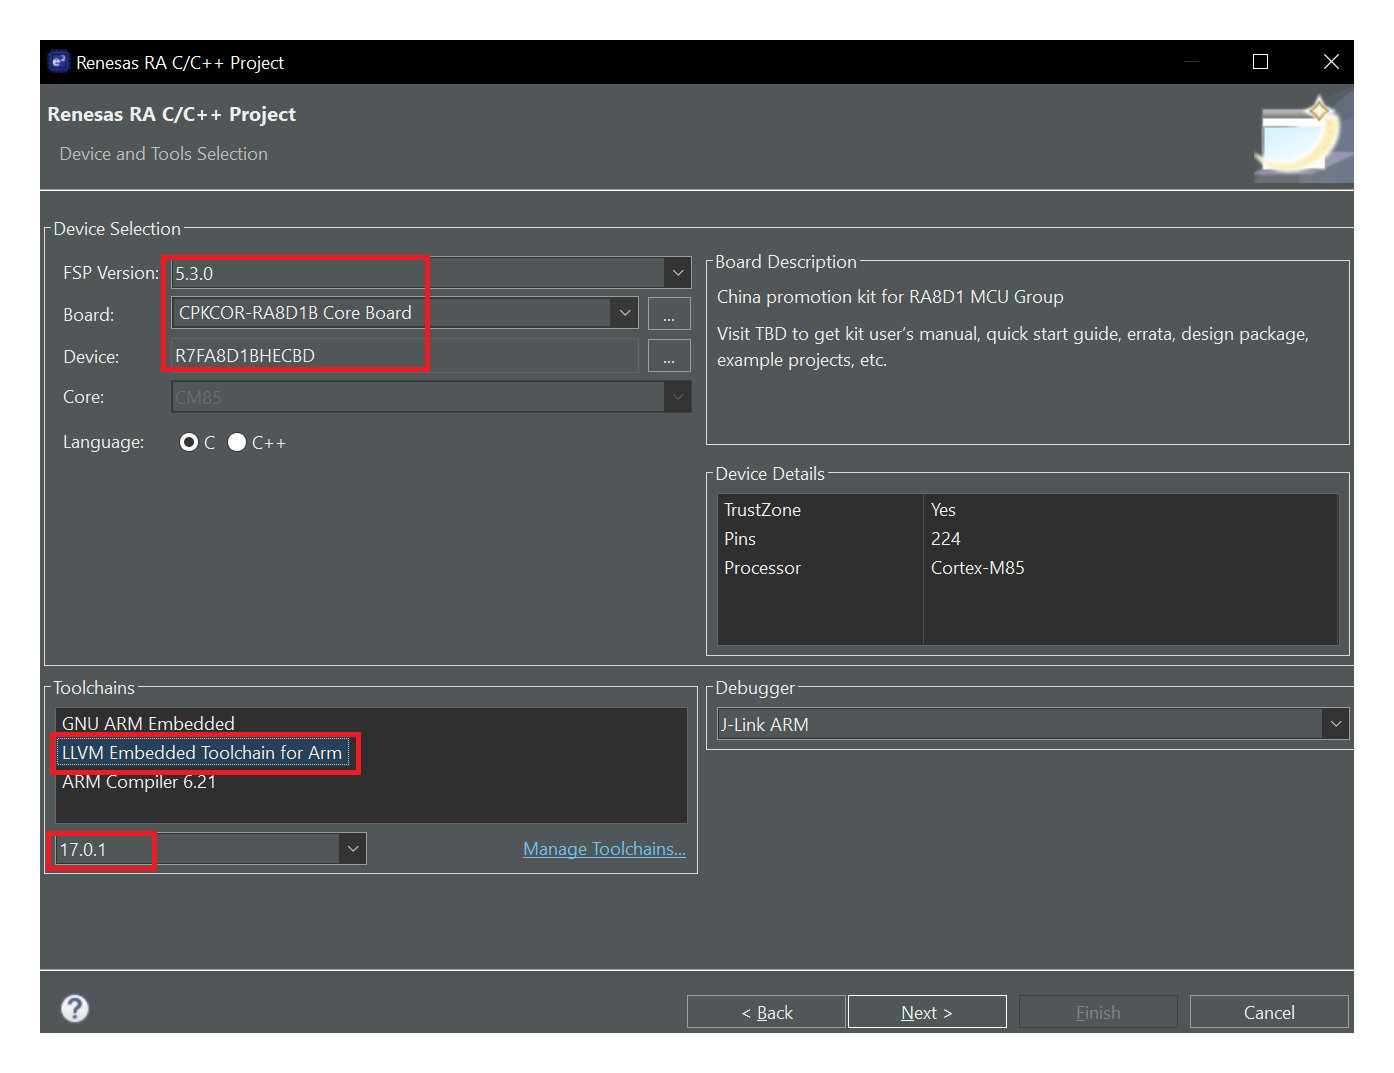 Renesas RA C/C++ Project
Renesas RA C/C++ Project
Device and Tools Selection
Device Selection
FSP Version: 5.3.0
Board: CPKCOR-RA8D1B Core Board ...
Device: R7FA8D1BHECBD ...
Core: CM85
Language: C C++
Board Description
China promotion kit for RA8D1 MCU Group
Visit TBD to get kit user's manual, quick start guide, errata, design package,
example projects, etc.
Device Details
TrustZone Yes
Pins 224
Processor Cortex-M85
Toolchains
GNU ARM Embedded
LLVM Embedded Toolchain for Arm
ARM Compiler 6.21
17.0.1
Manage Toolchains...
Debugger
J-Link ARM
?
< Back Next > Finish Cancel